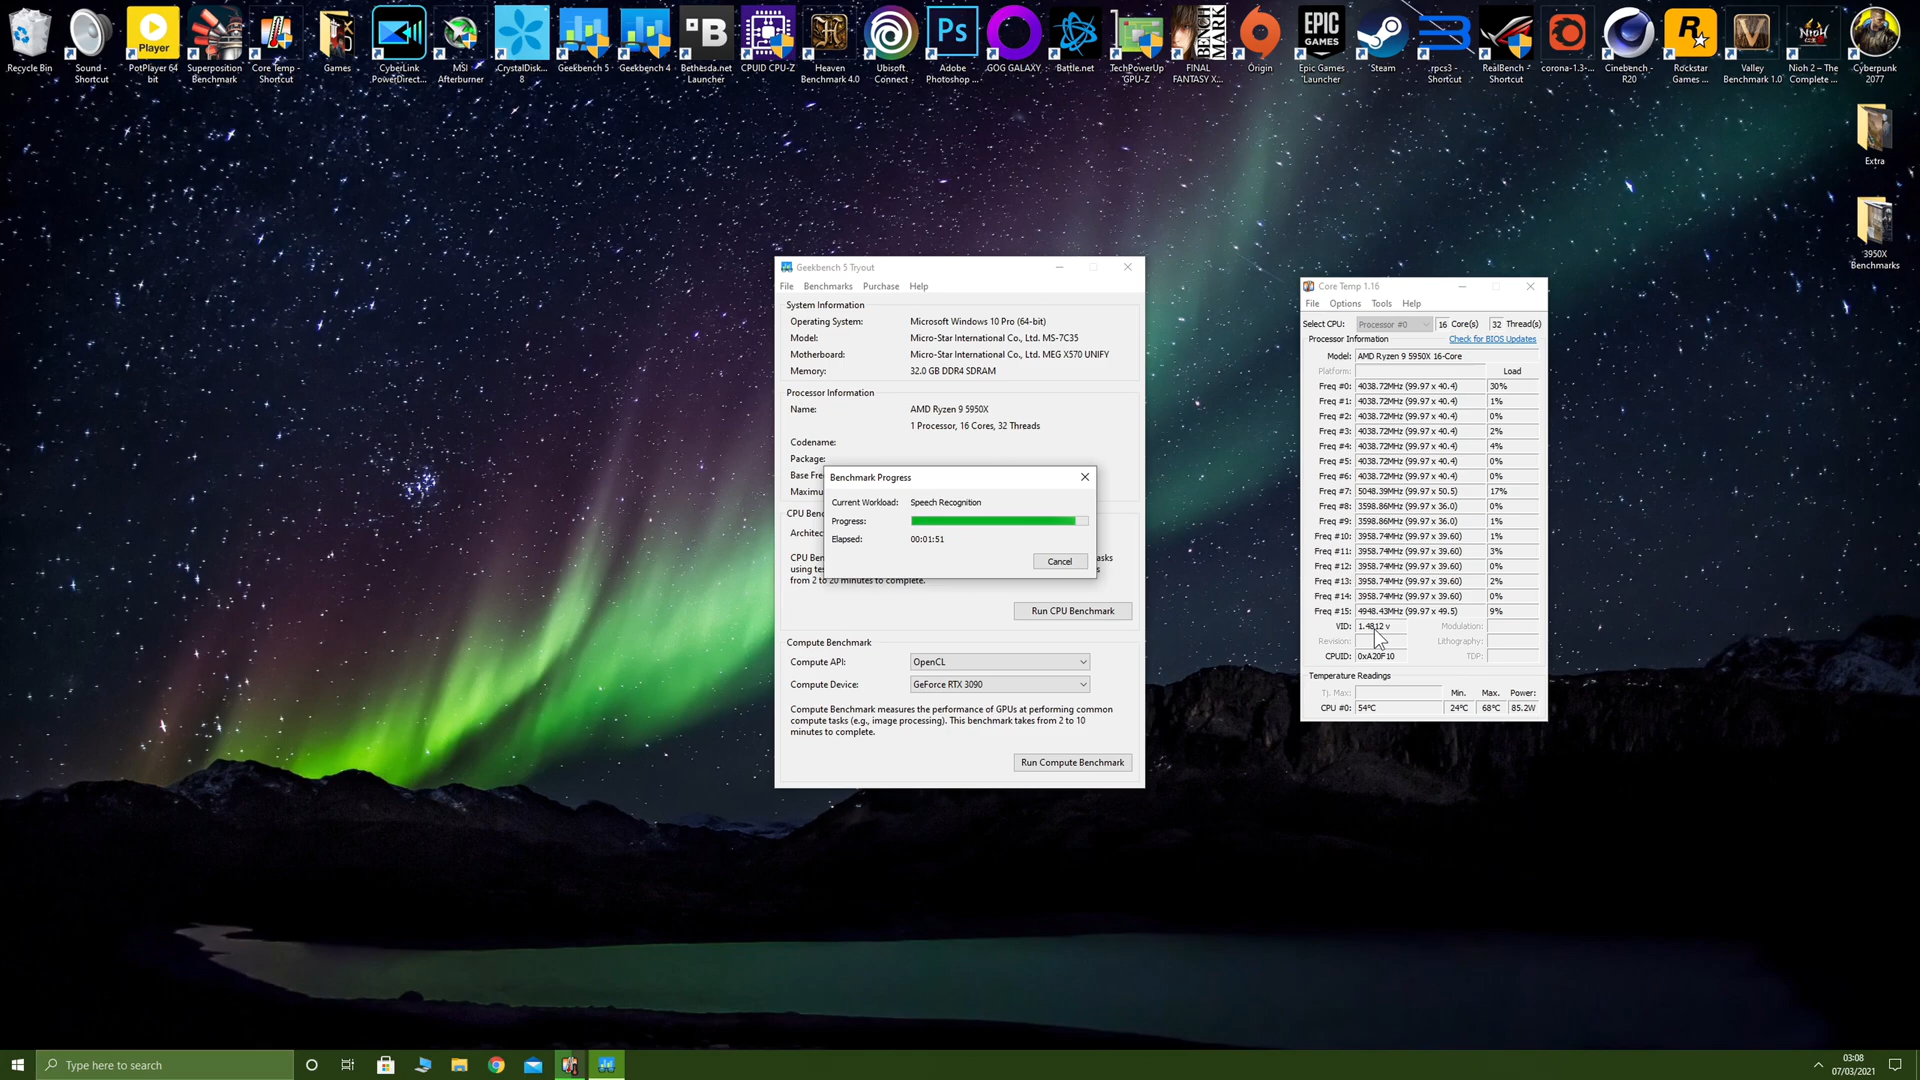 Recycle Bin
Sound - Shortcut
PotPlayer 64 bit
Superposition Benchmark
Core Temp - Shortcut
Games
CyberLink PowerDirect...
MSI Afterburner
CrystalDisk... 8
Geekbench 5
Geekbench 4
Bethesda.net Launcher
CPUID CPU-Z
Heaven Benchmark 4.0
Ubisoft Connect
Adobe Photoshop ...
GOG GALAXY
Battle.net
TechPowerUp GPU-Z
FINAL FANTASY X...
Origin
Epic Games Launcher
Steam
rpcs3 - Shortcut
RealBench - Shortcut
corona-1.3-...
Cinebench - R20
Rockstar Games ...
Valley Benchmark 1.0
Nioh 2 – The Complete ...
Cyberpunk 2077
Player
Ps
BENCH MARK
EPIC GAMES
NIOH
Extra
3950X Benchmarks
Geekbench 5 Tryout
File Benchmarks Purchase Help
System Information
Operating System: Microsoft Windows 10 Pro (64-bit)
Model: Micro-Star International Co., Ltd. MS-7C35
Motherboard: Micro-Star International Co., Ltd. MEG X570 UNIFY
Memory: 32.0 GB DDR4 SDRAM
Processor Information
Name: AMD Ryzen 9 5950X
1 Processor, 16 Cores, 32 Threads
Codename:
Package:
Base Fre
Maximu
CPU Benc
Architec
CPU Ben asks
using tes s
from 2 to 20 minutes to complete.
Run CPU Benchmark
Benchmark Progress
Current Workload: Speech Recognition
Progress:
Elapsed: 00:01:51
Cancel
Compute Benchmark
Compute API: OpenCL
Compute Device: GeForce RTX 3090
Compute Benchmark measures the performance of GPUs at performing common
compute tasks (e.g., image processing). This benchmark takes from 2 to 10
minutes to complete.
Run Compute Benchmark
Core Temp 1.16
File Options Tools Help
Select CPU: Processor #0 16 Core(s) 32 Thread(s)
Processor Information Check for BIOS Updates
Model: AMD Ryzen 9 5950X 16-Core
Platform: Load
Freq #0: 4038.72MHz (99.97 x 40.4) 30%
Freq #1: 4038.72MHz (99.97 x 40.4) 1%
Freq #2: 4038.72MHz (99.97 x 40.4) 0%
Freq #3: 4038.72MHz (99.97 x 40.4) 2%
Freq #4: 4038.72MHz (99.97 x 40.4) 4%
Freq #5: 4038.72MHz (99.97 x 40.4) 0%
Freq #6: 4038.72MHz (99.97 x 40.4) 0%
Freq #7: 5048.39MHz (99.97 x 50.5) 17%
Freq #8: 3598.86MHz (99.97 x 36.0) 0%
Freq #9: 3598.86MHz (99.97 x 36.0) 1%
Freq #10: 3958.74MHz (99.97 x 39.60) 1%
Freq #11: 3958.74MHz (99.97 x 39.60) 3%
Freq #12: 3958.74MHz (99.97 x 39.60) 0%
Freq #13: 3958.74MHz (99.97 x 39.60) 2%
Freq #14: 3958.74MHz (99.97 x 39.60) 0%
Freq #15: 4948.43MHz (99.97 x 49.5) 9%
VID: 1.4812 v Modulation:
Revision: Lithography:
CPUID: 0xA20F10 TDP:
Temperature Readings
Tj. Max: Min. Max. Power:
CPU #0: 54°C 24°C 68°C 85.2W
Type here to search
03:08
07/03/2021